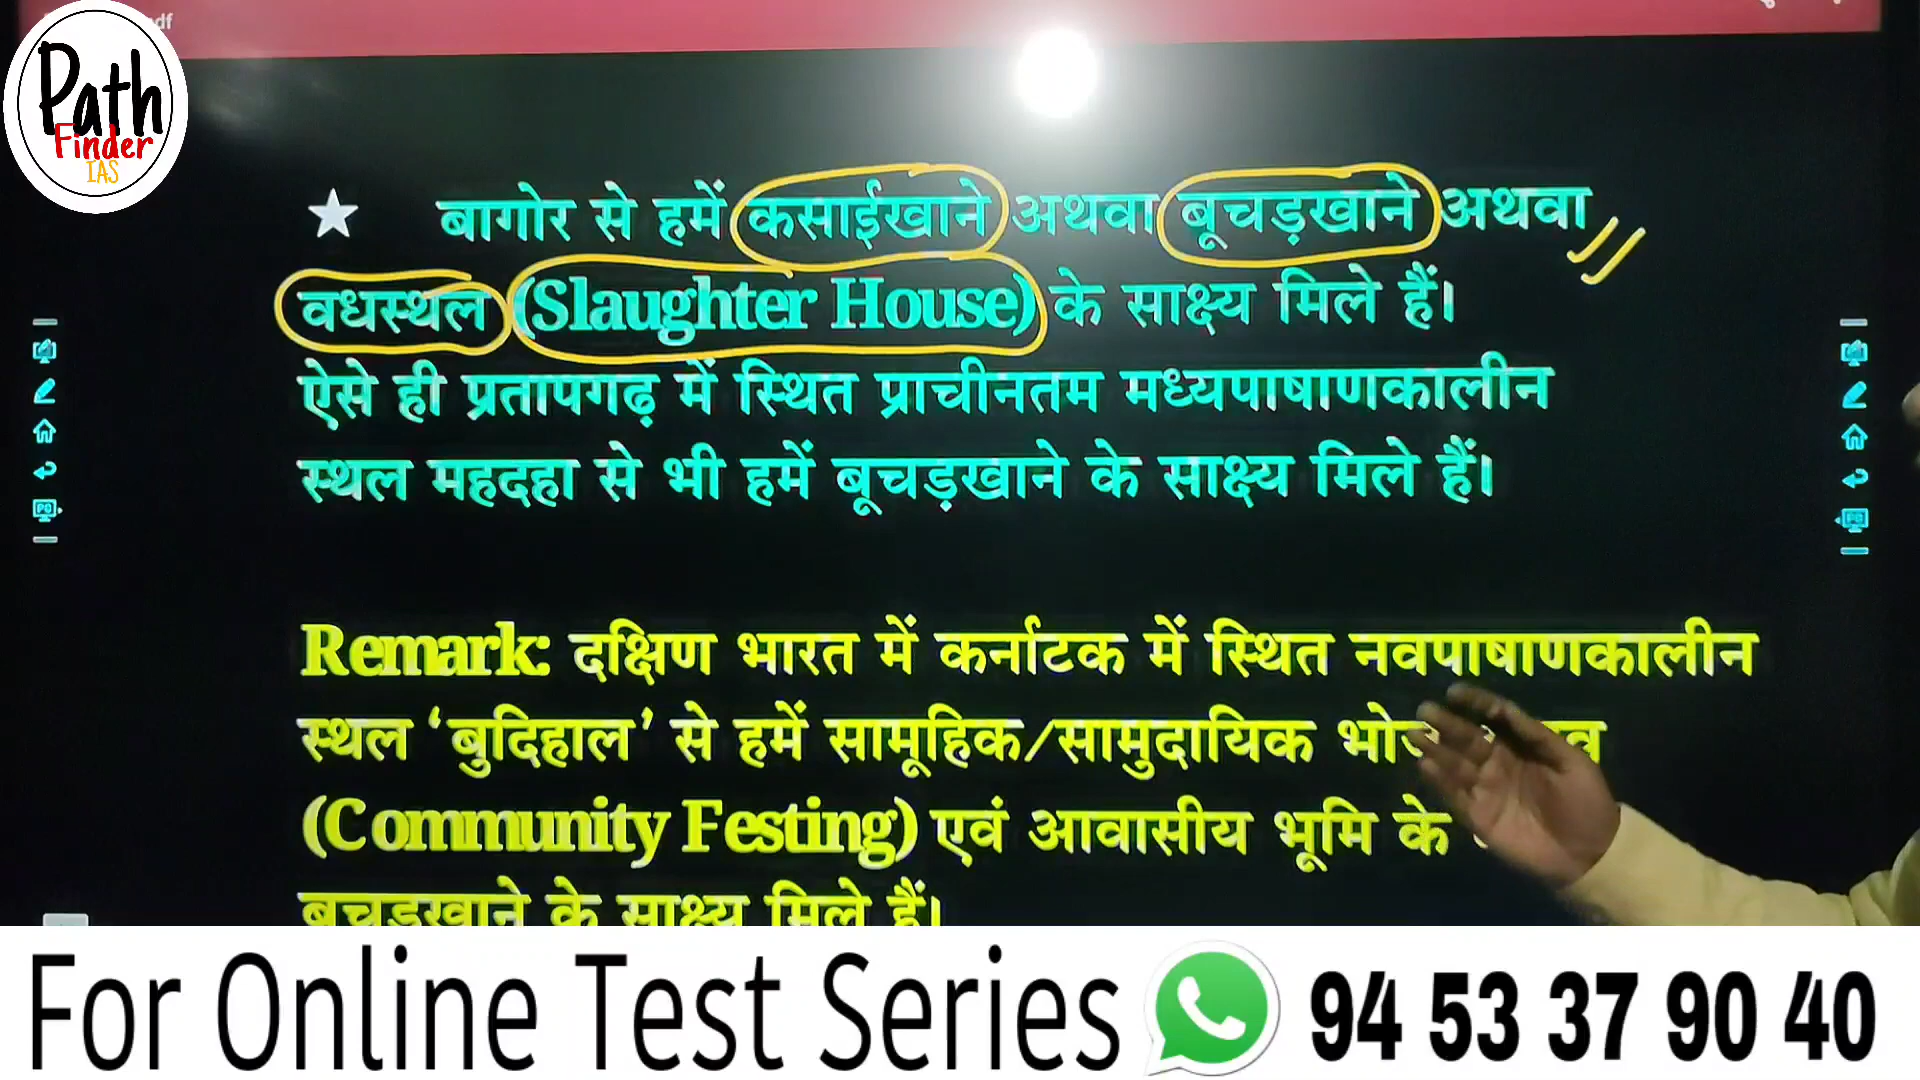 Path
Finder
IAS
df
★ बागोर से हमें कसाईखाने अथवा बूचड़खाने अथवा
वधस्थल (Slaughter House) के साक्ष्य मिले हैं।
ऐसे ही प्रतापगढ़ में स्थित प्राचीनतम मध्यपाषाणकालीन
स्थल महदहा से भी हमें बूचड़खाने के साक्ष्य मिले हैं।
Remark: दक्षिण भारत में कर्नाटक में स्थित नवपाषाणकालीन
स्थल ‘बुदिहाल’ से हमें सामूहिक/सामुदायिक
(Community Festing) एवं आवासीय भूमि के
बूचड़खाने के साक्ष्य मिले हैं।
For Online Test Series 94 53 37 90 40